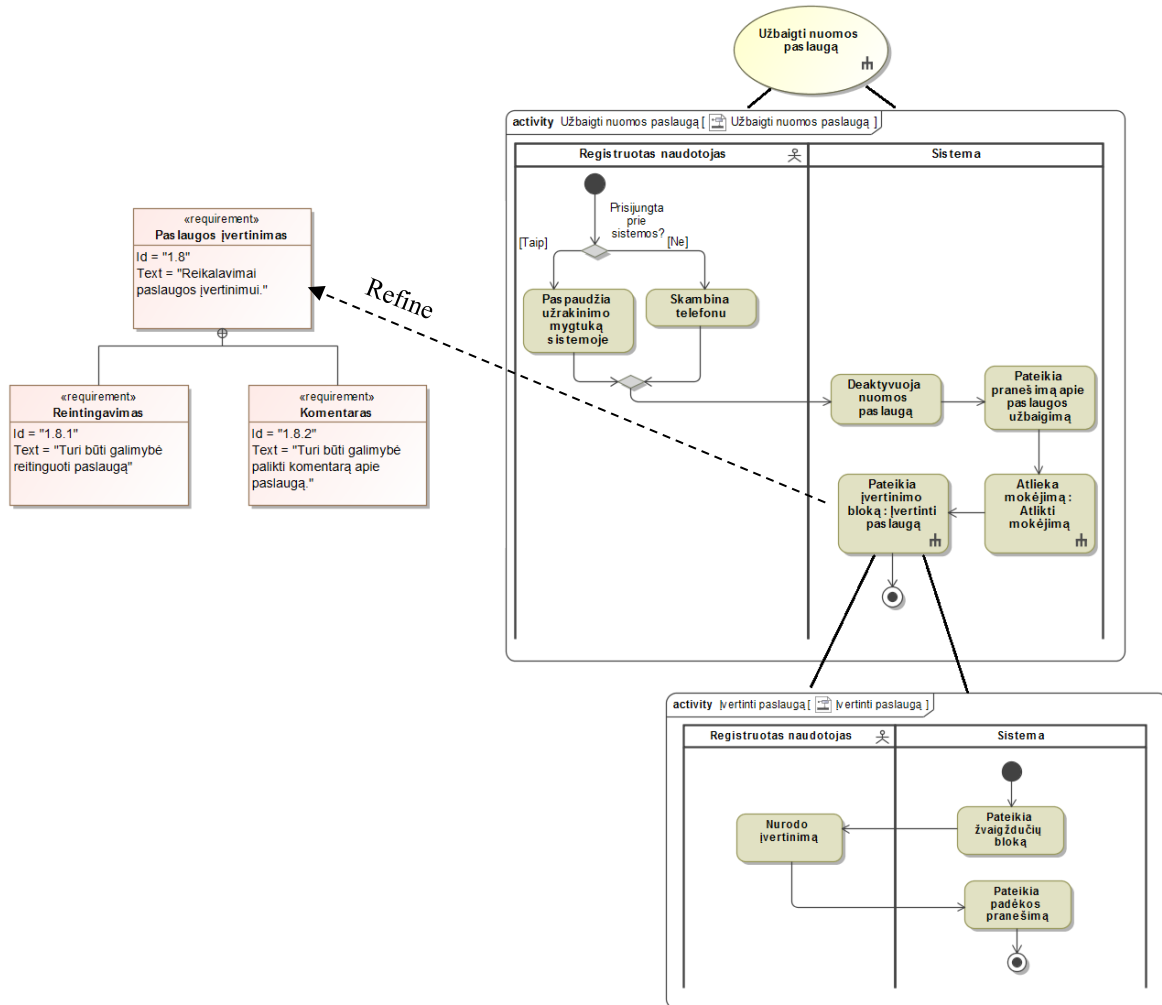 Užbaigti nuomos
paslaugą
activity Užbaigti nuomos paslaugą [ Užbaigti nuomos paslaugą ]
Registruotas naudotojas
Sistema
Prisijungta
prie
sistemos?
[Taip]
[Ne]
Paspaudžia
užrakinimo
mygtuką
sistemoje
Skambina
telefonu
Deaktyvuoja
nuomos
paslaugą
Pateikia
pranešimą apie
paslaugos
užbaigimą
Atlieka
mokėjimą :
Atlikti
mokėjimą
Pateikia
įvertinimo
bloką : Įvertinti
paslaugą
Refine
«requirement»
Paslaugos įvertinimas
Id = "1.8"
Text = "Reikalavimai
paslaugos įvertinimui."
«requirement»
Reintingavimas
Id = "1.8.1"
Text = "Turi būti galimybė
reitinguoti paslaugą"
«requirement»
Komentaras
Id = "1.8.2"
Text = "Turi būti galimybė
palikti komentarą apie
paslaugą."
activity Įvertinti paslaugą [ Įvertinti paslaugą ]
Registruotas naudotojas
Sistema
Pateikia
žvaigždučių
bloką
Nurodo
įvertinimą
Pateikia
padėkos
pranešimą